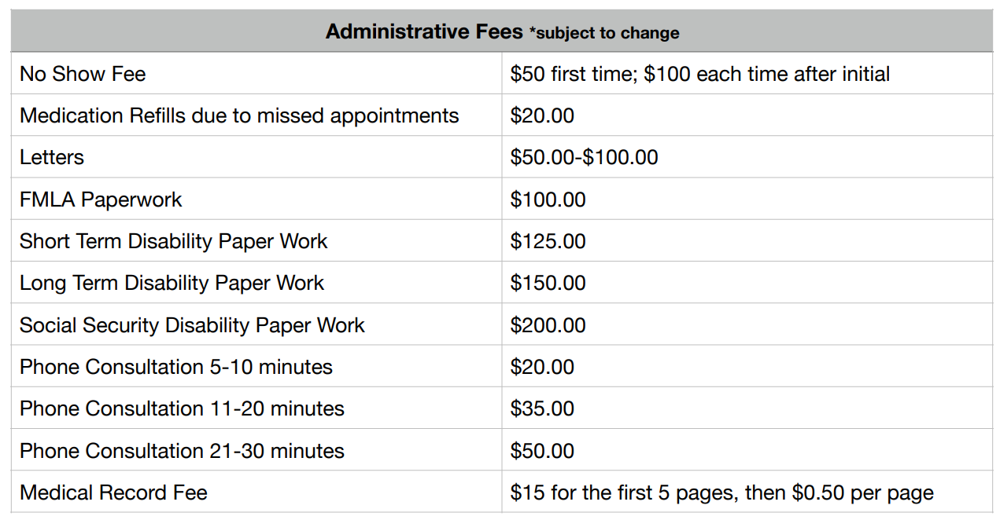 Administrative Fees *subject to change
No Show Fee $50 first time; $100 each time after initial
Medication Refills due to missed appointments $20.00
Letters $50.00-$100.00
FMLA Paperwork $100.00
Short Term Disability Paper Work $125.00
Long Term Disability Paper Work $150.00
Social Security Disability Paper Work $200.00
Phone Consultation 5-10 minutes $20.00
Phone Consultation 11-20 minutes $35.00
Phone Consultation 21-30 minutes $50.00
Medical Record Fee $15 for the first 5 pages, then $0.50 per page